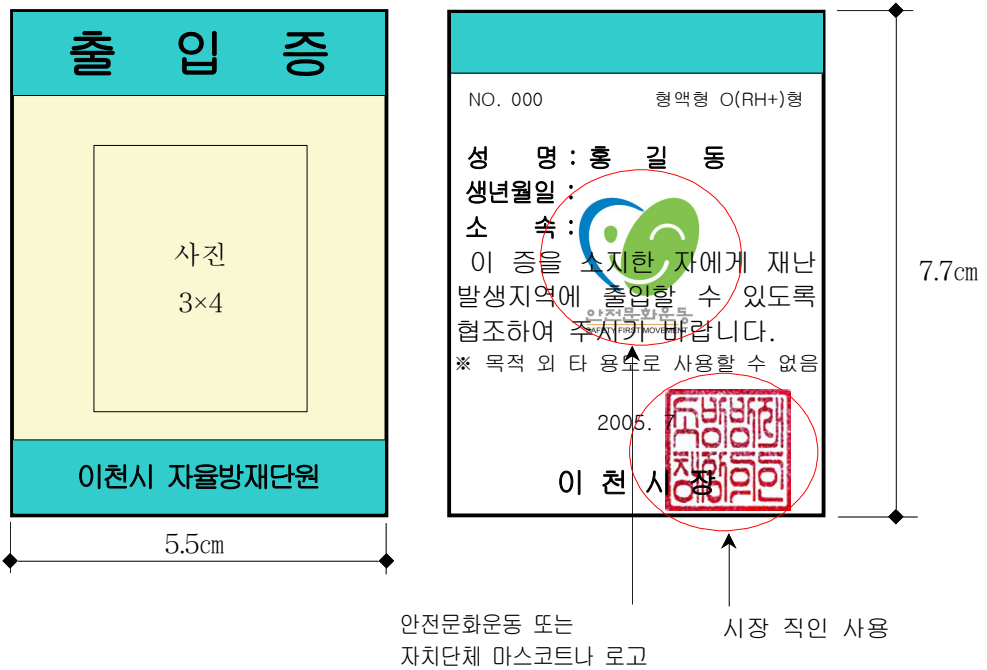 출 입 증
사진
3×4
이천시 자율방재단원
5.5㎝
NO. 000 형액형 O(RH+)형
성 명 : 홍 길 동
생년월일 :
소 속 :
이 증을 소지한 자에게 재난
발생지역에 출입할 수 있도록
협조하여 주시기 바랍니다.
안전문화운동
SAFETY FIRST MOVEMENT
※ 목적 외 타 용도로 사용할 수 없음
2005. 7.
이 천 시 장
7.7㎝
안전문화운동 또는
자치단체 마스코트나 로고
시장 직인 사용